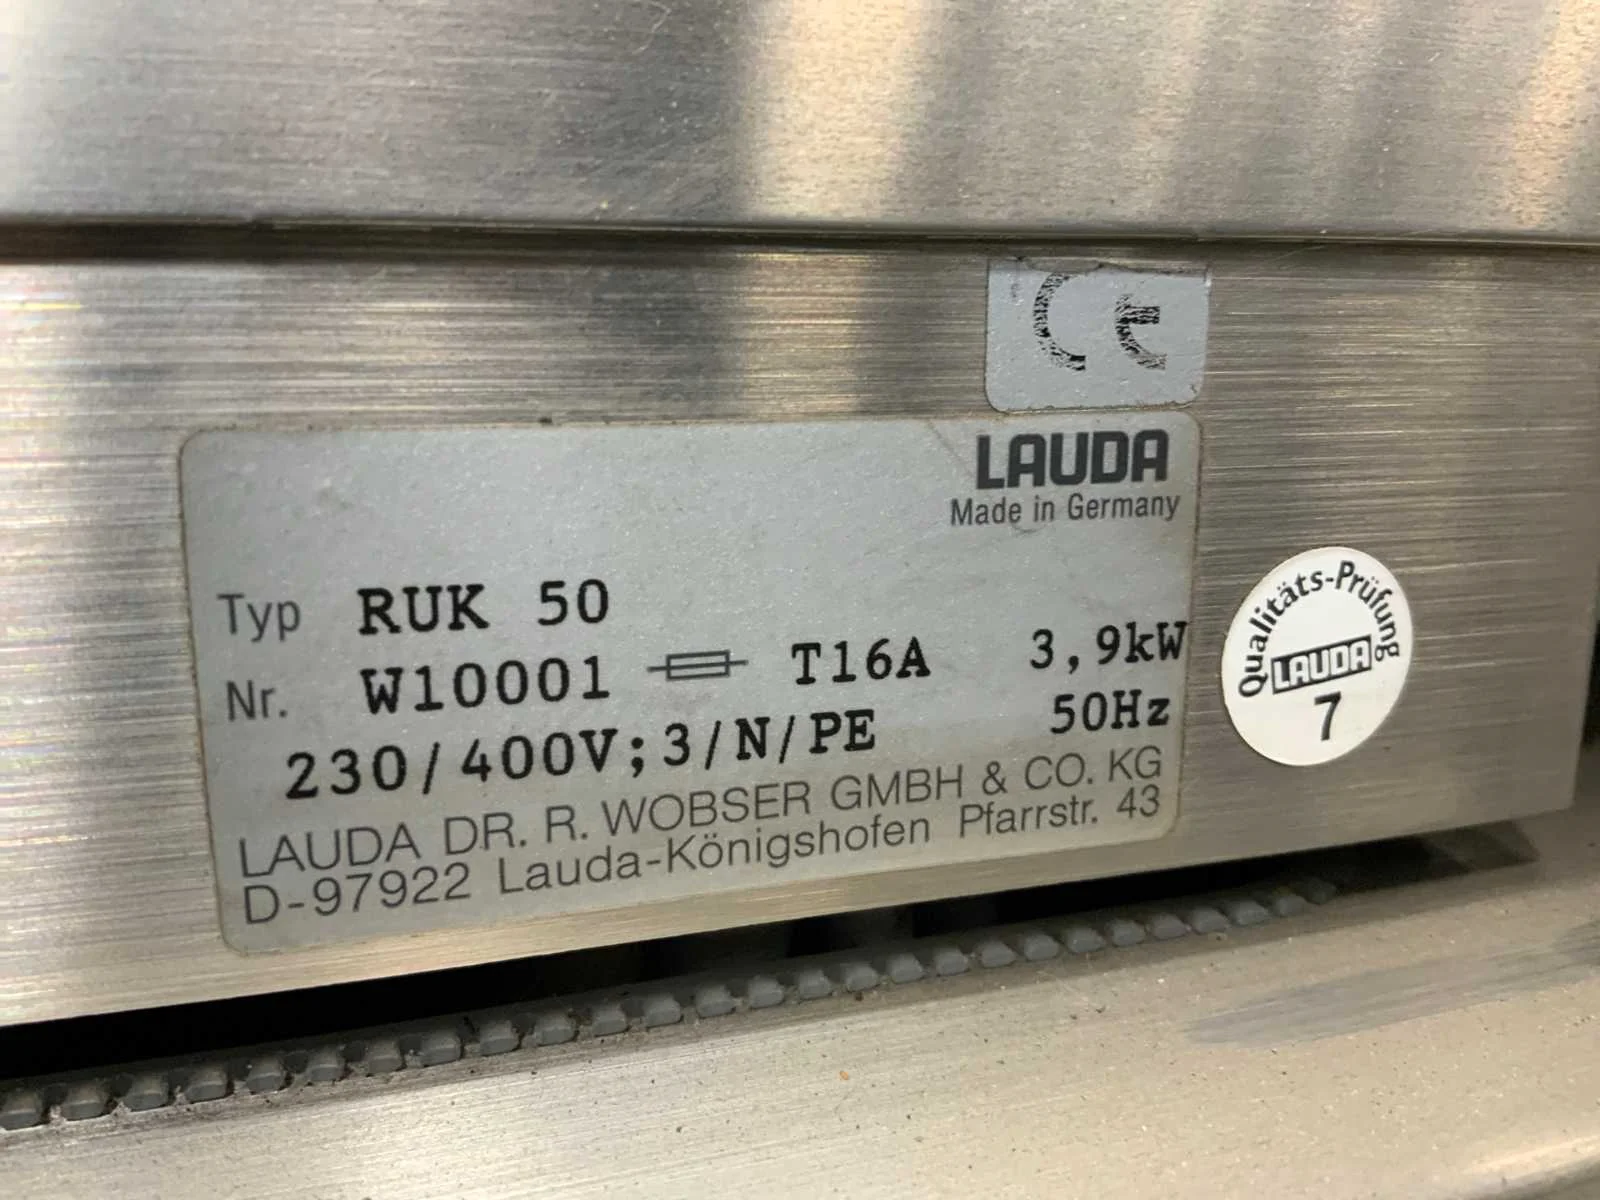 CE
LAUDA
Made in Germany
Typ RUK 50
Nr. W10001 T16A 3,9kW
230/400V;3/N/PE 50Hz
LAUDA DR. R. WOBSER GMBH & CO. KG
D-97922 Lauda-Königshofen Pfarrstr. 43
Qualitäts-Prüfung
LAUDA
7